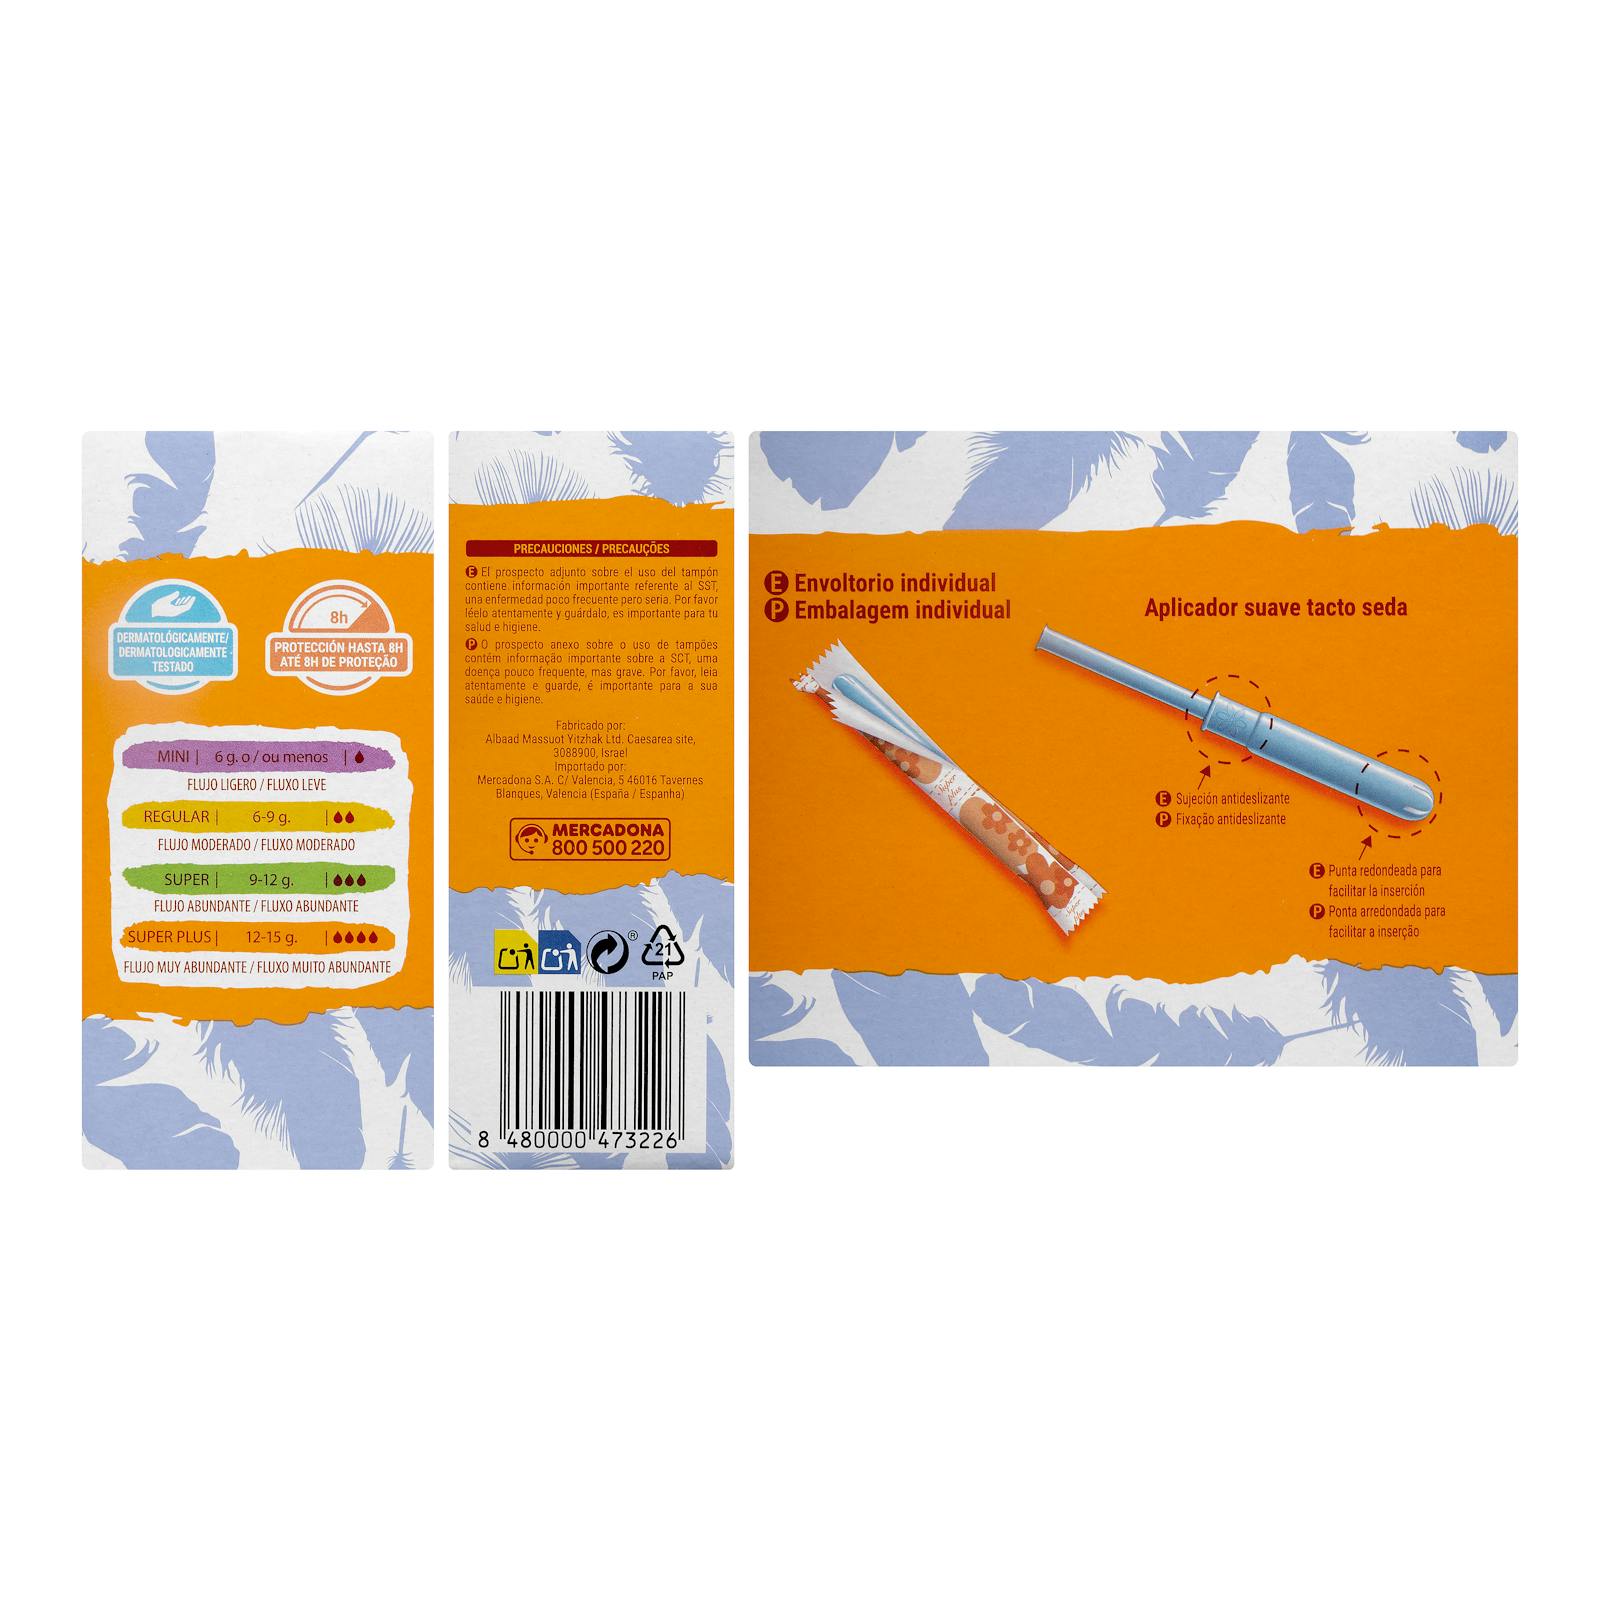 DERMATOLÓGICAMENTE/
DERMATOLOGICAMENTE
TESTADO
8h
PROTECCIÓN HASTA 8H
ATÉ 8H DE PROTEÇÃO
MINI | 6 g. o / ou menos |
FLUJO LIGERO / FLUXO LEVE
REGULAR | 6-9 g. |
FLUJO MODERADO / FLUXO MODERADO
SUPER | 9-12 g. |
FLUJO ABUNDANTE / FLUXO ABUNDANTE
SUPER PLUS | 12-15 g. |
FLUJO MUY ABUNDANTE / FLUXO MUITO ABUNDANTE
PRECAUCIONES / PRECAUÇÕES
E El prospecto adjunto sobre el uso del tampón
contiene información importante referente al SST,
una enfermedad poco frecuente pero seria. Por favor
léelo atentamente y guárdalo, es importante para tu
salud e higiene.
P O prospecto anexo sobre o uso de tampões
contém informação importante sobre a SCT, uma
doença pouco frequente, mas grave. Por favor, leia
atentamente e guarde, é importante para a sua
saúde e higiene.
Fabricado por:
Albaad Massuot Yitzhak Ltd. Caesarea site,
3088900, Israel
Importado por:
Mercadona S.A. C/ Valencia, 5 46016 Tavernes
Blanques, Valencia (España / Espanha)
MERCADONA
800 500 220
®
21
PAP
8 480000 473226
E Envoltorio individual
P Embalagem individual
Super
plus
Aplicador suave tacto seda
E Sujeción antideslizante
P Fixação antideslizante
E Punta redondeada para
facilitar la inserción
P Ponta arredondada para
facilitar a inserção